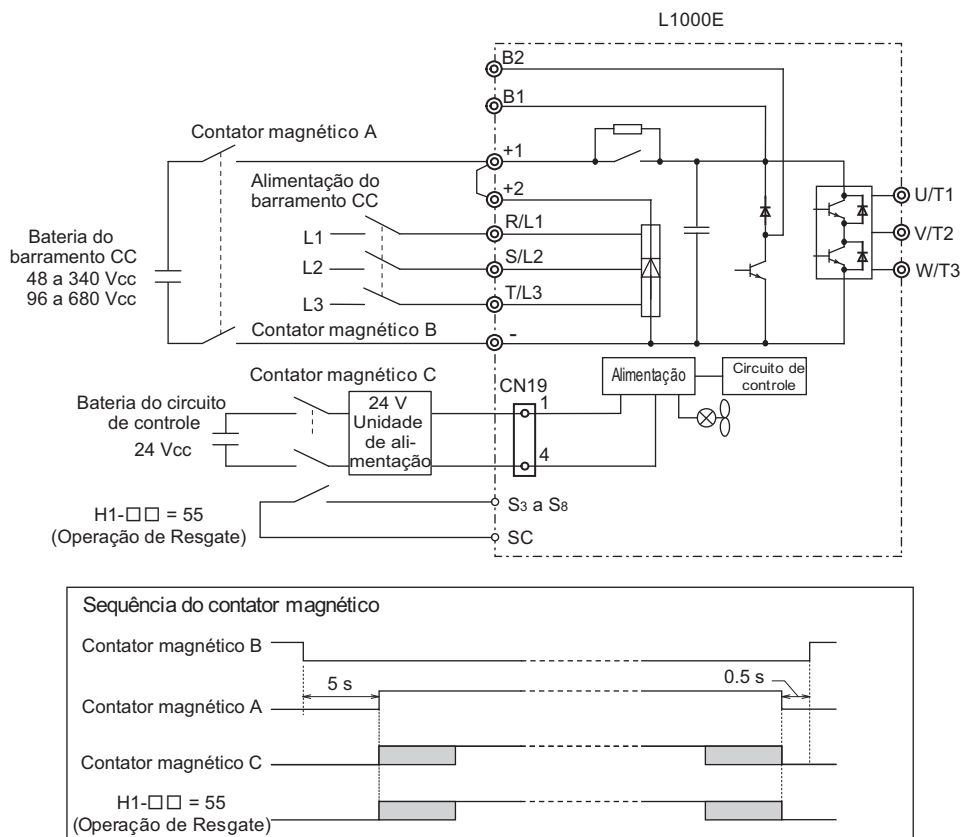 L1000E
B2
B1
Contator magnético A
+1
Alimentação do
barramento CC
+2
R/L1
L1
S/L2
L2
T/L3
L3
Bateria do
barramento CC
48 a 340 Vcc
96 a 680 Vcc
U/T1
V/T2
W/T3
Contator magnético B
-
Contator magnético C
CN19
1
4
Bateria do circuito
de controle
24 Vcc
24 V
Unidade
de ali-
mentação
Alimentação
Circuito de
controle
H1-□□ = 55
(Operação de Resgate)
S3 a S8
SC
Sequência do contator magnético
Contator magnético B
5 s
0.5 s
Contator magnético A
Contator magnético C
H1-□□ = 55
(Operação de Resgate)